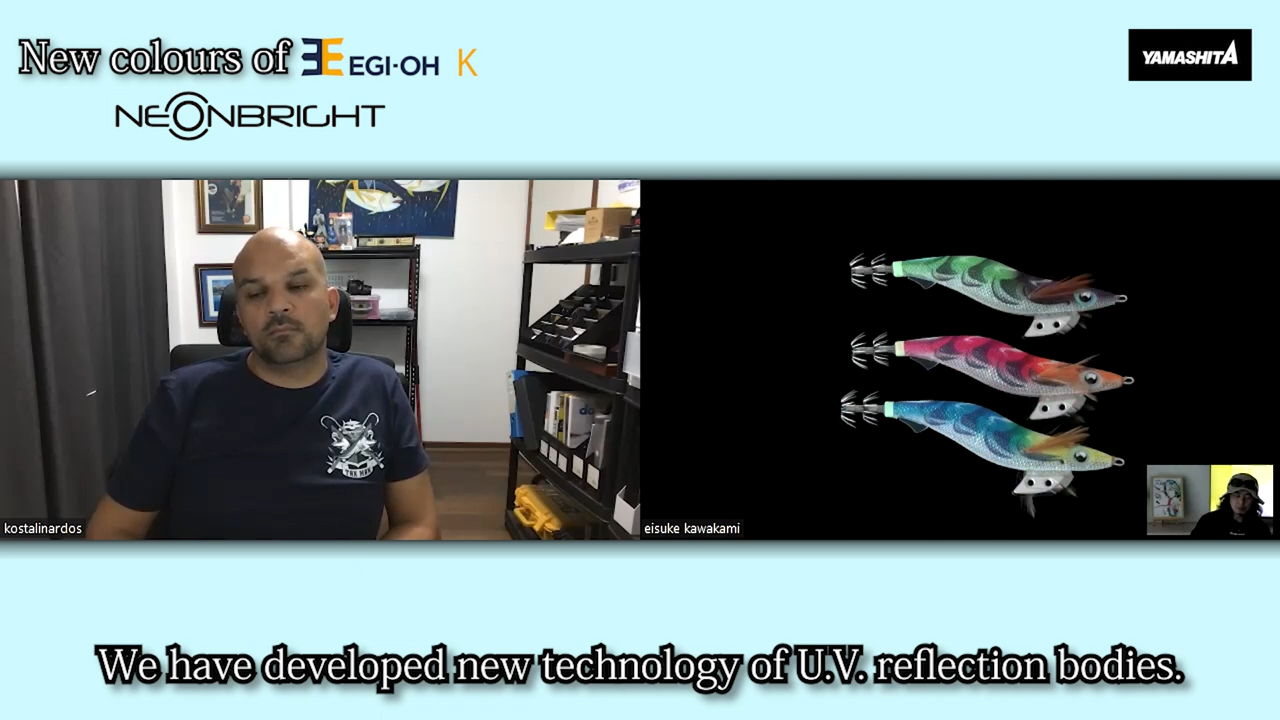 New colours of EGI-OH K
YAMASHITA
NEONBRIGHT
kostalinardos
eisuke kawakami
We have developed new technology of U.V. reflection bodies.